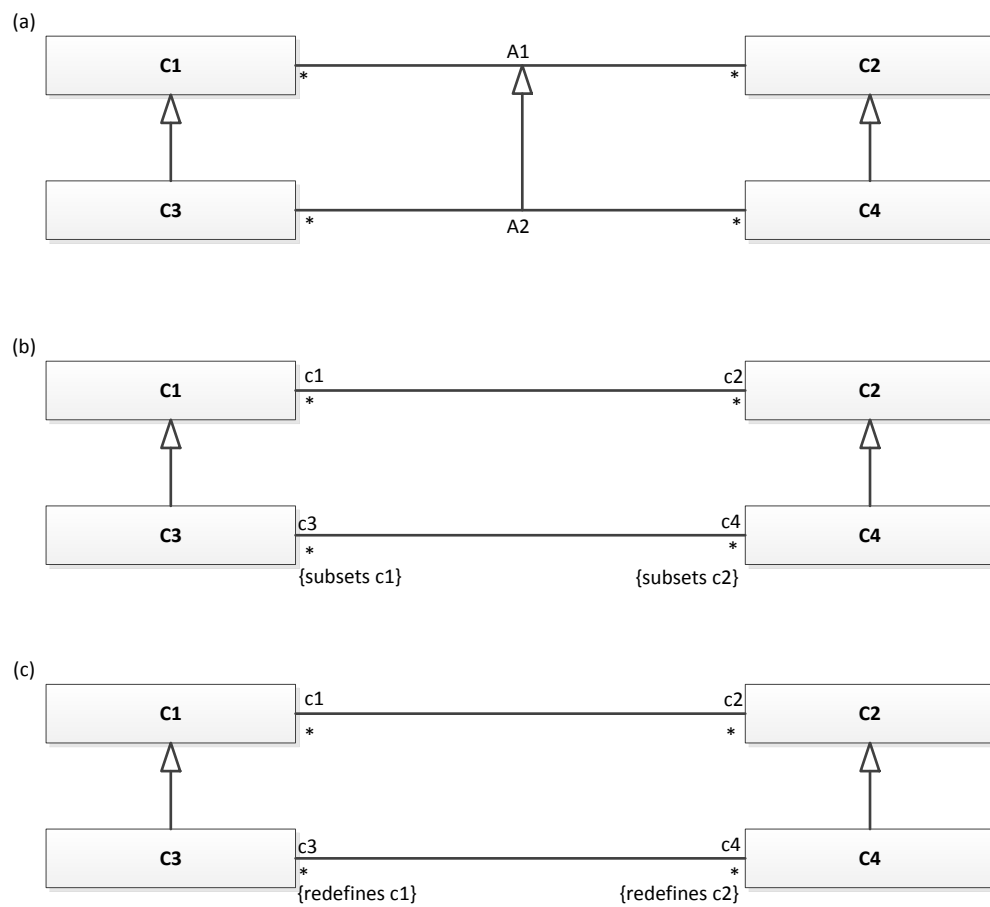 (a)
C1
A1
C2
*
*
C3
C4
*
A2
*
(b)
C1
c1
c2
C2
*
*
C3
c3
c4
C4
*
*
{subsets c1}
{subsets c2}
(c)
C1
c1
c2
C2
*
*
C3
c3
c4
C4
*
*
{redefines c1}
{redefines c2}